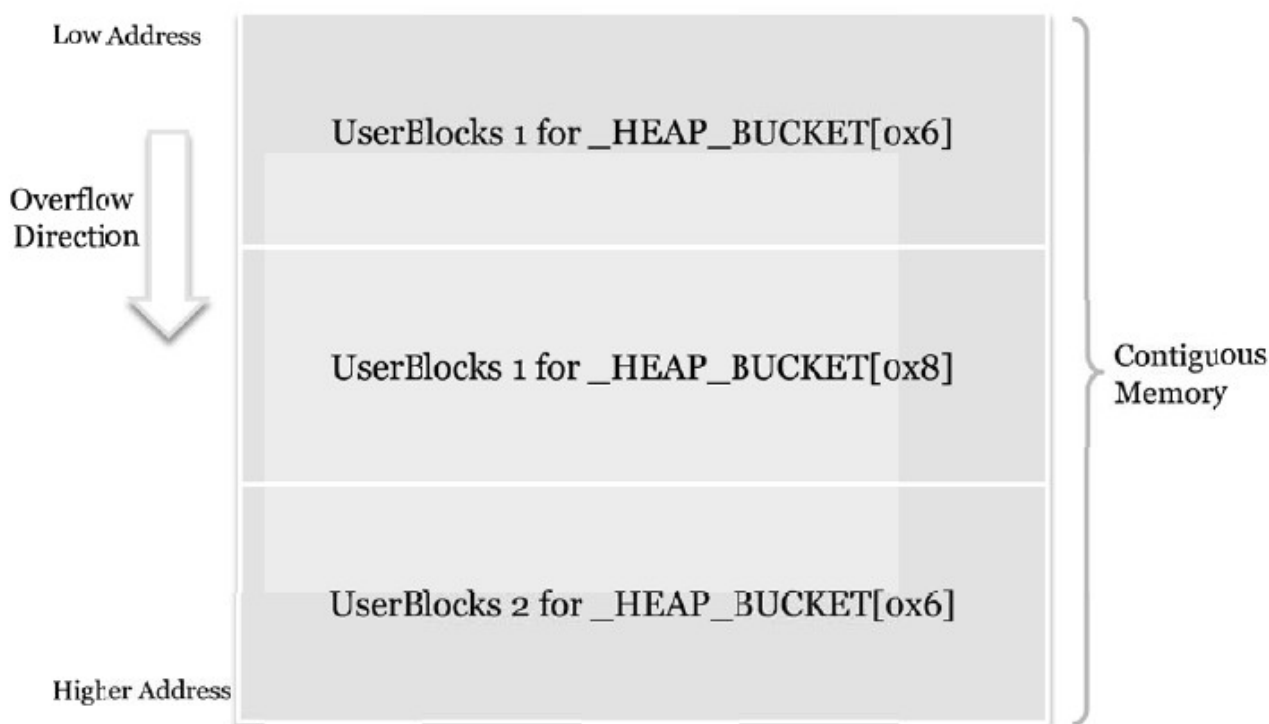 Low Address
UserBlocks 1 for _HEAP_BUCKET[0x6]
Overflow
Direction
UserBlocks 1 for _HEAP_BUCKET[0x8]
Contiguous
Memory
UserBlocks 2 for _HEAP_BUCKET[0x6]
Higher Address